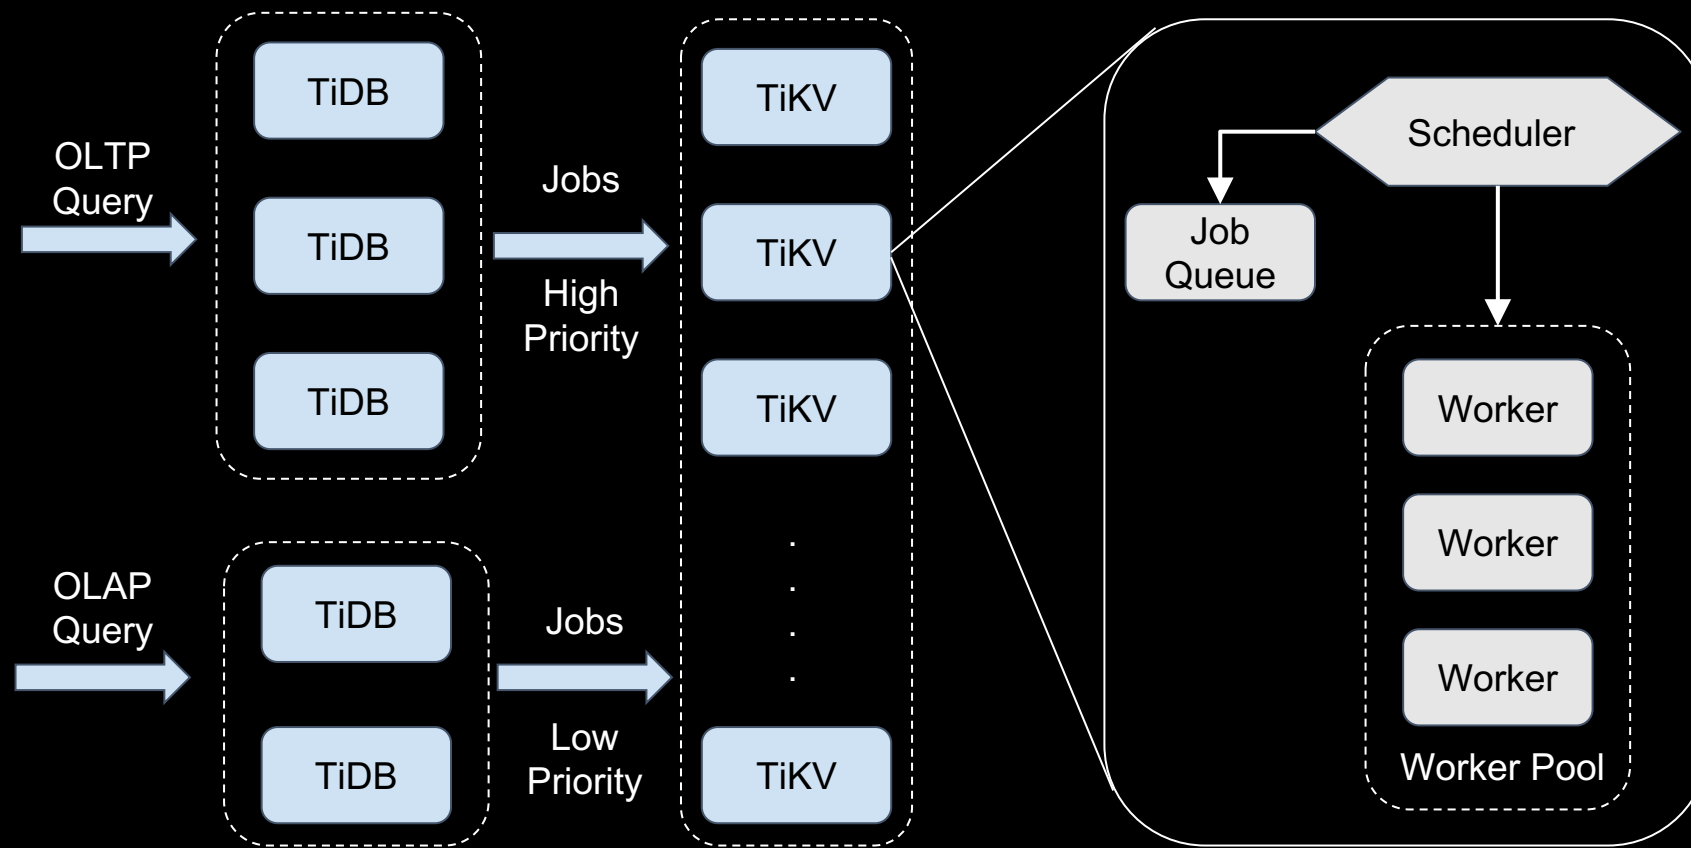 OLTP
Query
TiDB
TiDB
TiDB
Jobs
High
Priority
OLAP
Query
TiDB
TiDB
Jobs
Low
Priority
TiKV
TiKV
TiKV
.
.
.
.
TiKV
Scheduler
Job
Queue
Worker
Worker
Worker
Worker Pool